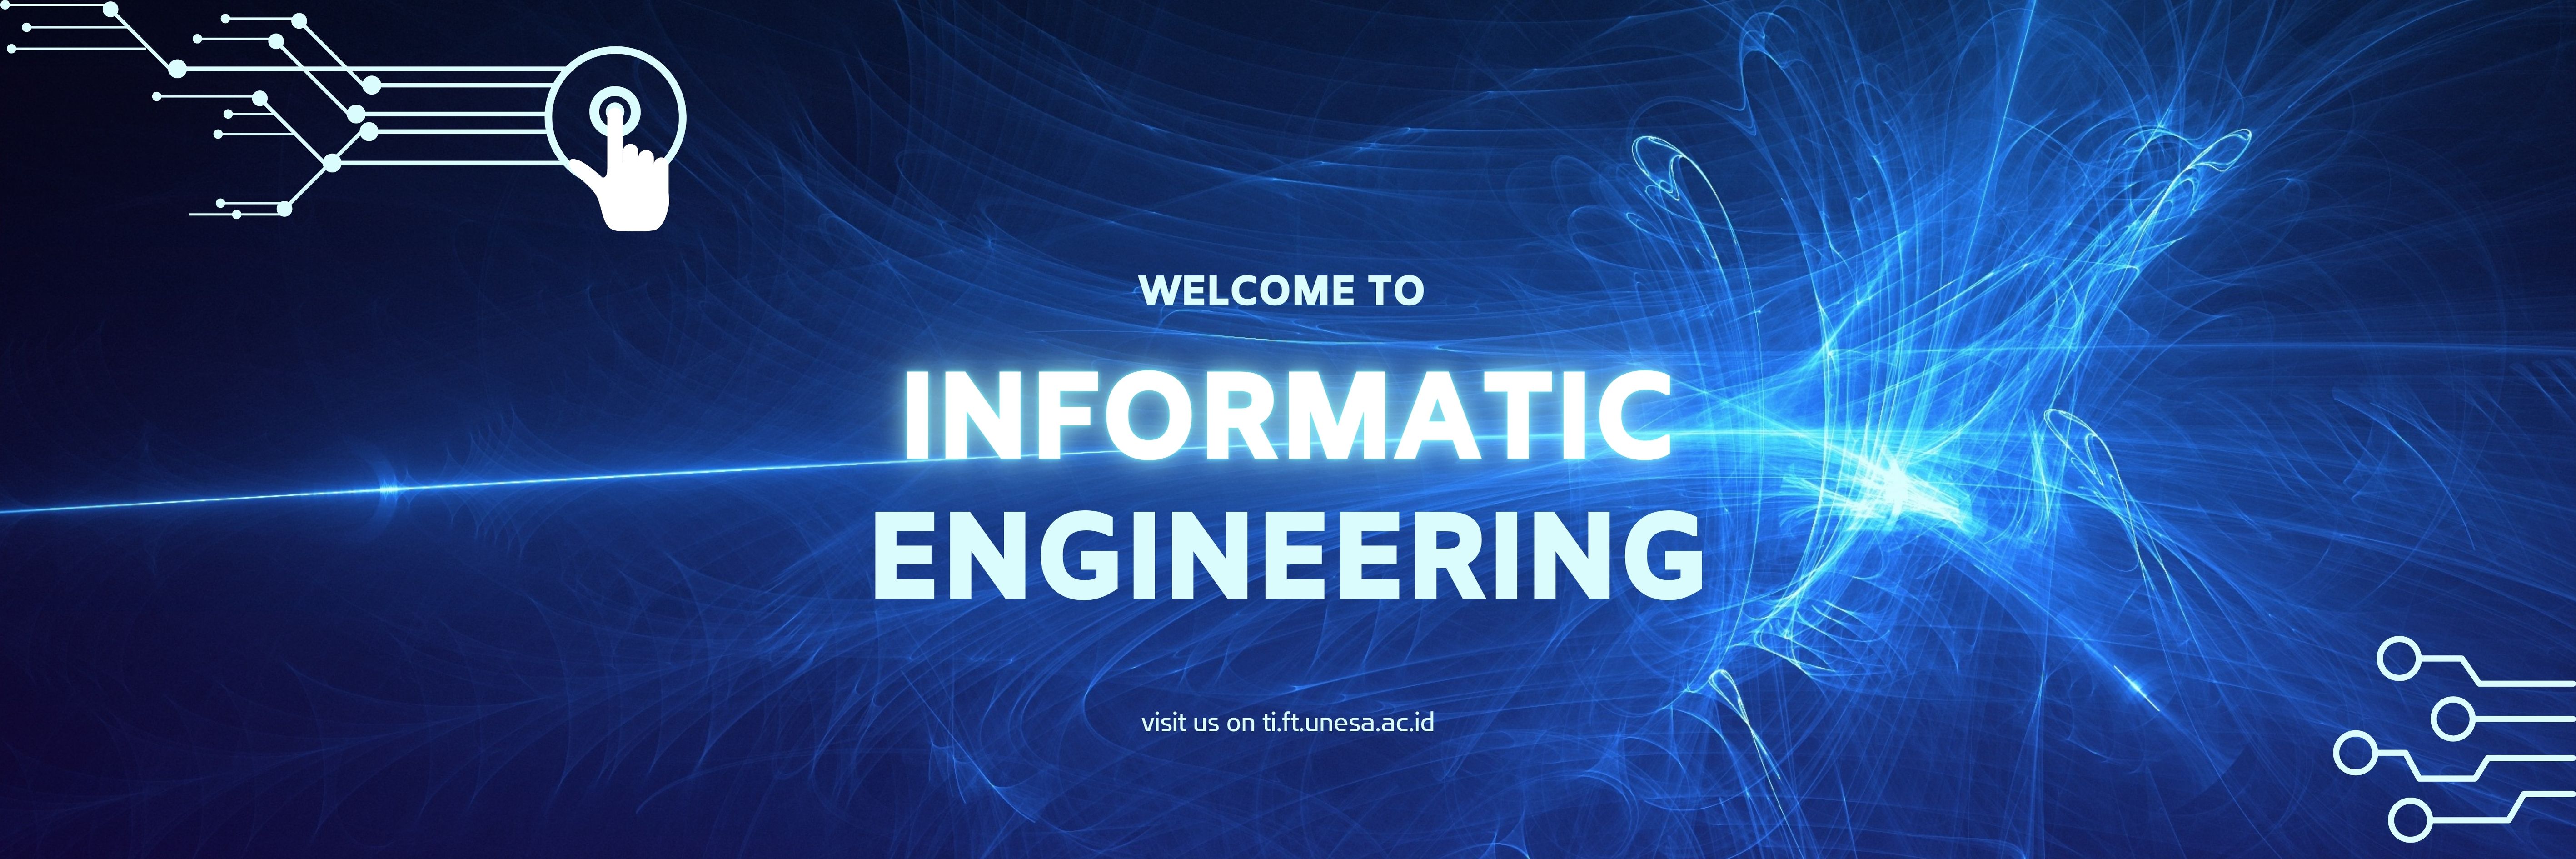 WELCOME TO
INFORMATIC
ENGINEERING
visit us on ti.ft.unesa.ac.id